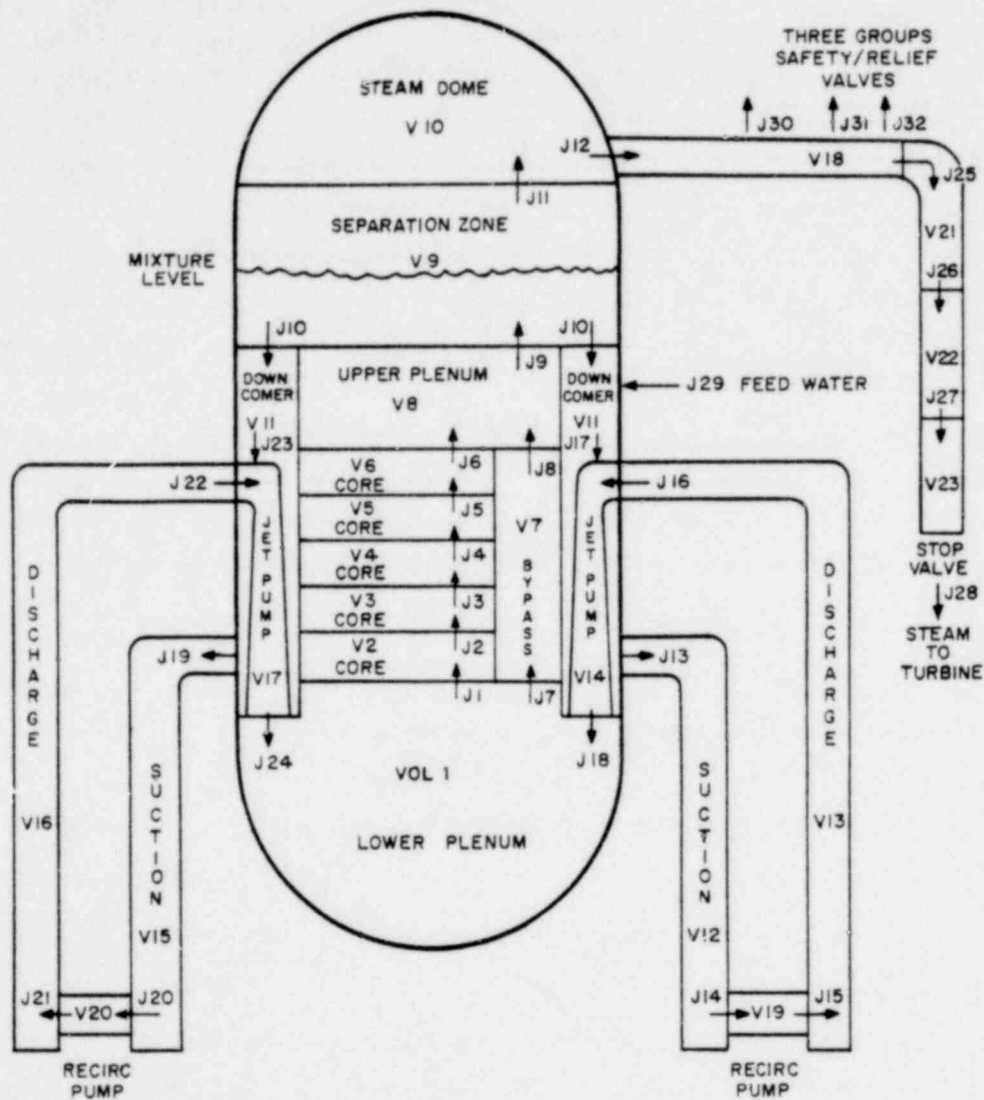 THREE GROUPS
SAFETY/RELIEF
VALVES
STEAM DOME
V10
J30
J31
J32
J12
V18
J25
J11
SEPARATION ZONE
V9
MIXTURE
LEVEL
V21
J26
J10
J10
J9
DOWN
COMER
V11
UPPER PLENUM
V8
DOWN
COMER
V11
J29 FEED WATER
V22
J27
J23
J17
J22
V6
CORE
J6
J8
J16
V23
V5
CORE
J5
V7
BYPASS
V4
CORE
J4
V3
CORE
J3
V2
CORE
J2
J1
J7
JET PUMP
V17
JET PUMP
V14
STOP
VALVE
J28
STEAM
TO
TURBINE
DISCHARGE
V16
J19
J13
DISCHARGE
V13
J24
J18
VOL 1
LOWER PLENUM
SUCTION
V15
SUCTION
V12
J21
V20
J20
J14
V19
J15
RECIRC
PUMP
RECIRC
PUMP